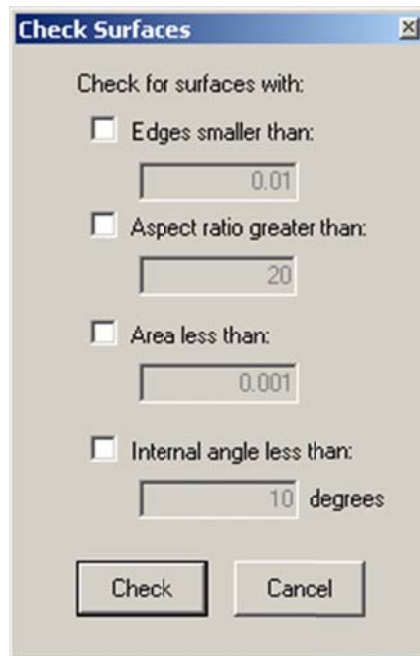 Check Surfaces
Check for surfaces with:
Edges smaller than:
0.01
Aspect ratio greater than:
20
Area less than:
0.001
Internal angle less than:
10 degrees
Check Cancel